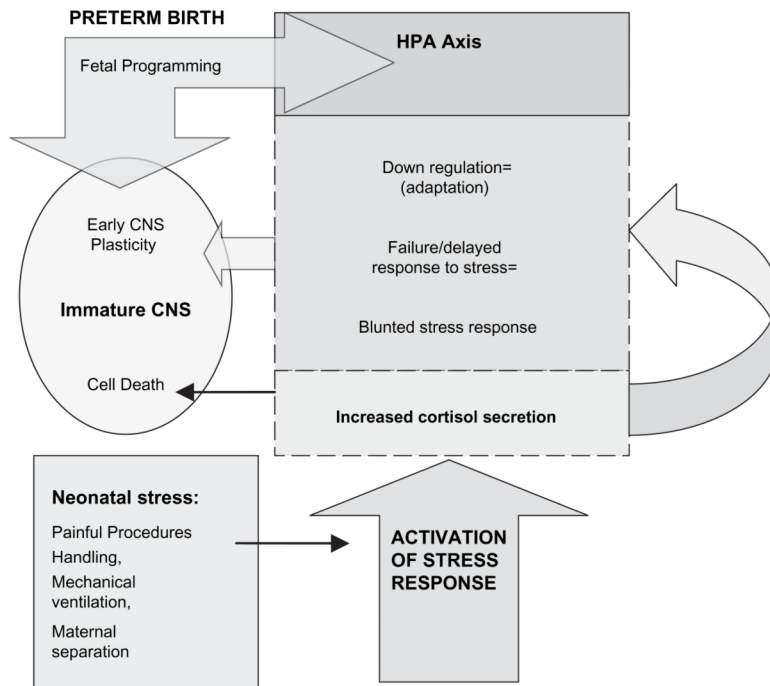 PRETERM BIRTH
Fetal Programming
HPA Axis
Down regulation=
(adaptation)
Failure/delayed
response to stress=
Blunted stress response
Increased cortisol secretion
Early CNS
Plasticity
Immature CNS
Cell Death
Neonatal stress:
Painful Procedures
Handling,
Mechanical
ventilation,
Maternal
separation
ACTIVATION
OF STRESS
RESPONSE